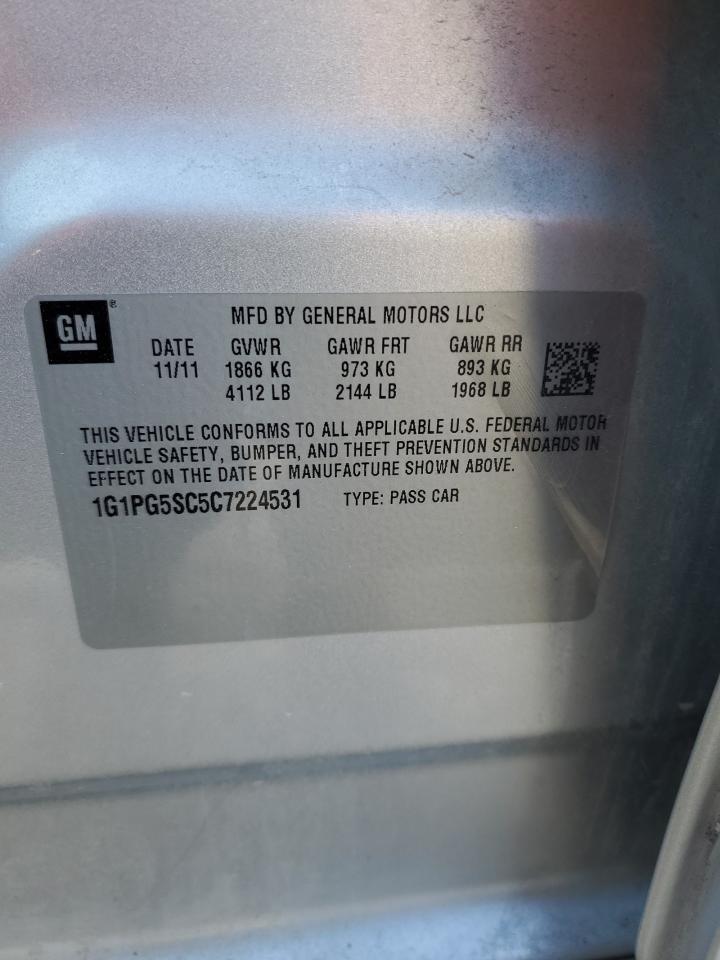 GM ®
MFD BY GENERAL MOTORS LLC
DATE GVWR GAWR FRT GAWR RR
11/11 1866 KG 973 KG 893 KG
4112 LB 2144 LB 1968 LB
THIS VEHICLE CONFORMS TO ALL APPLICABLE U.S. FEDERAL MOTOR
VEHICLE SAFETY, BUMPER, AND THEFT PREVENTION STANDARDS IN
EFFECT ON THE DATE OF MANUFACTURE SHOWN ABOVE.
1G1PG5SC5C7224531 TYPE: PASS CAR